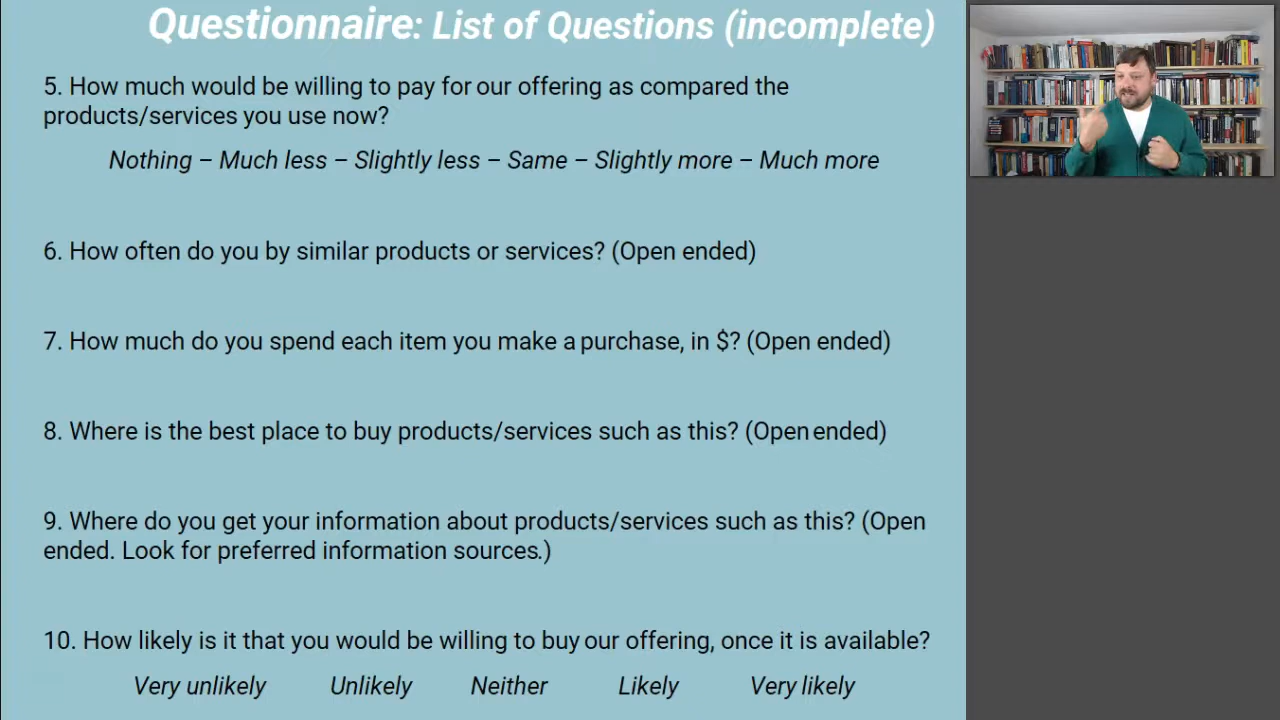 Questionnaire: List of Questions (incomplete)
5. How much would be willing to pay for our offering as compared the
products/services you use now?
Nothing – Much less – Slightly less – Same – Slightly more – Much more
6. How often do you by similar products or services? (Open ended)
7. How much do you spend each item you make a purchase, in $? (Open ended)
8. Where is the best place to buy products/services such as this? (Open ended)
9. Where do you get your information about products/services such as this? (Open
ended. Look for preferred information sources.)
10. How likely is it that you would be willing to buy our offering, once it is available?
Very unlikely Unlikely Neither Likely Very likely